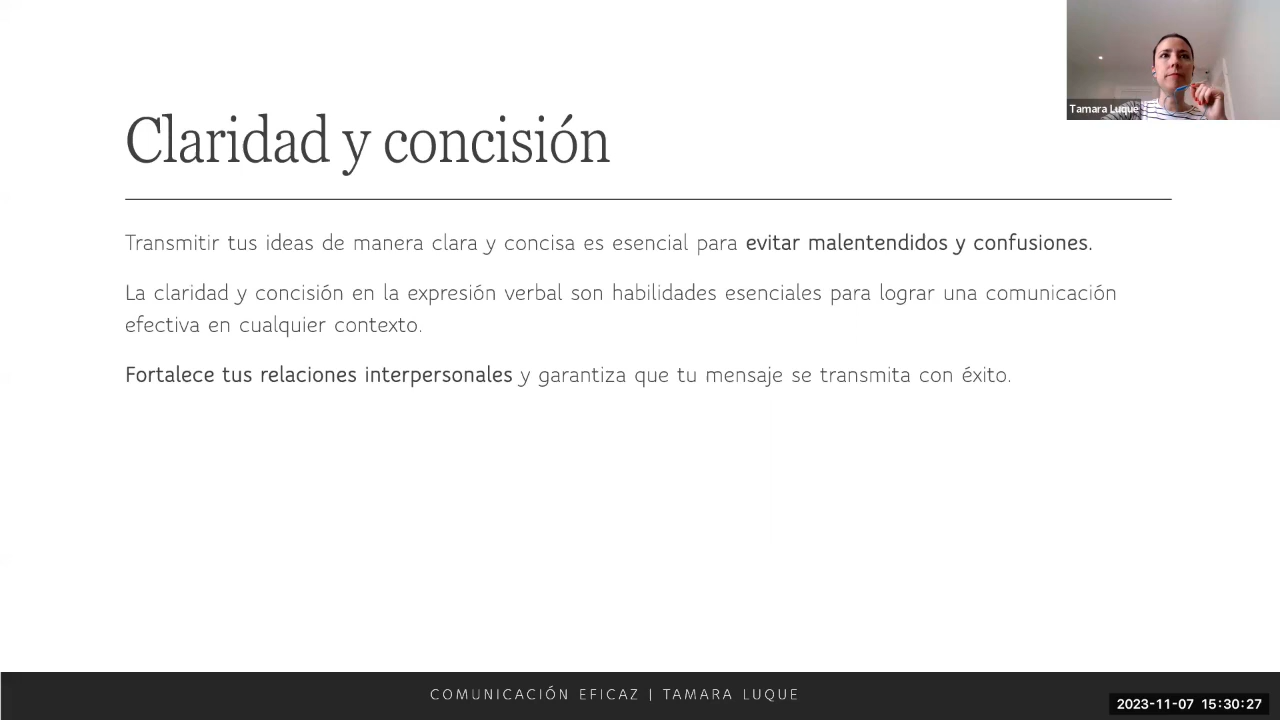 Tamara Luque
Claridad y concisión
Transmitir tus ideas de manera clara y concisa es esencial para evitar malentendidos y confusiones.
La claridad y concisión en la expresión verbal son habilidades esenciales para lograr una comunicación
efectiva en cualquier contexto.
Fortalece tus relaciones interpersonales y garantiza que tu mensaje se transmita con éxito.
COMUNICACIÓN EFICAZ | TAMARA LUQUE
2023-11-07 15:30:27